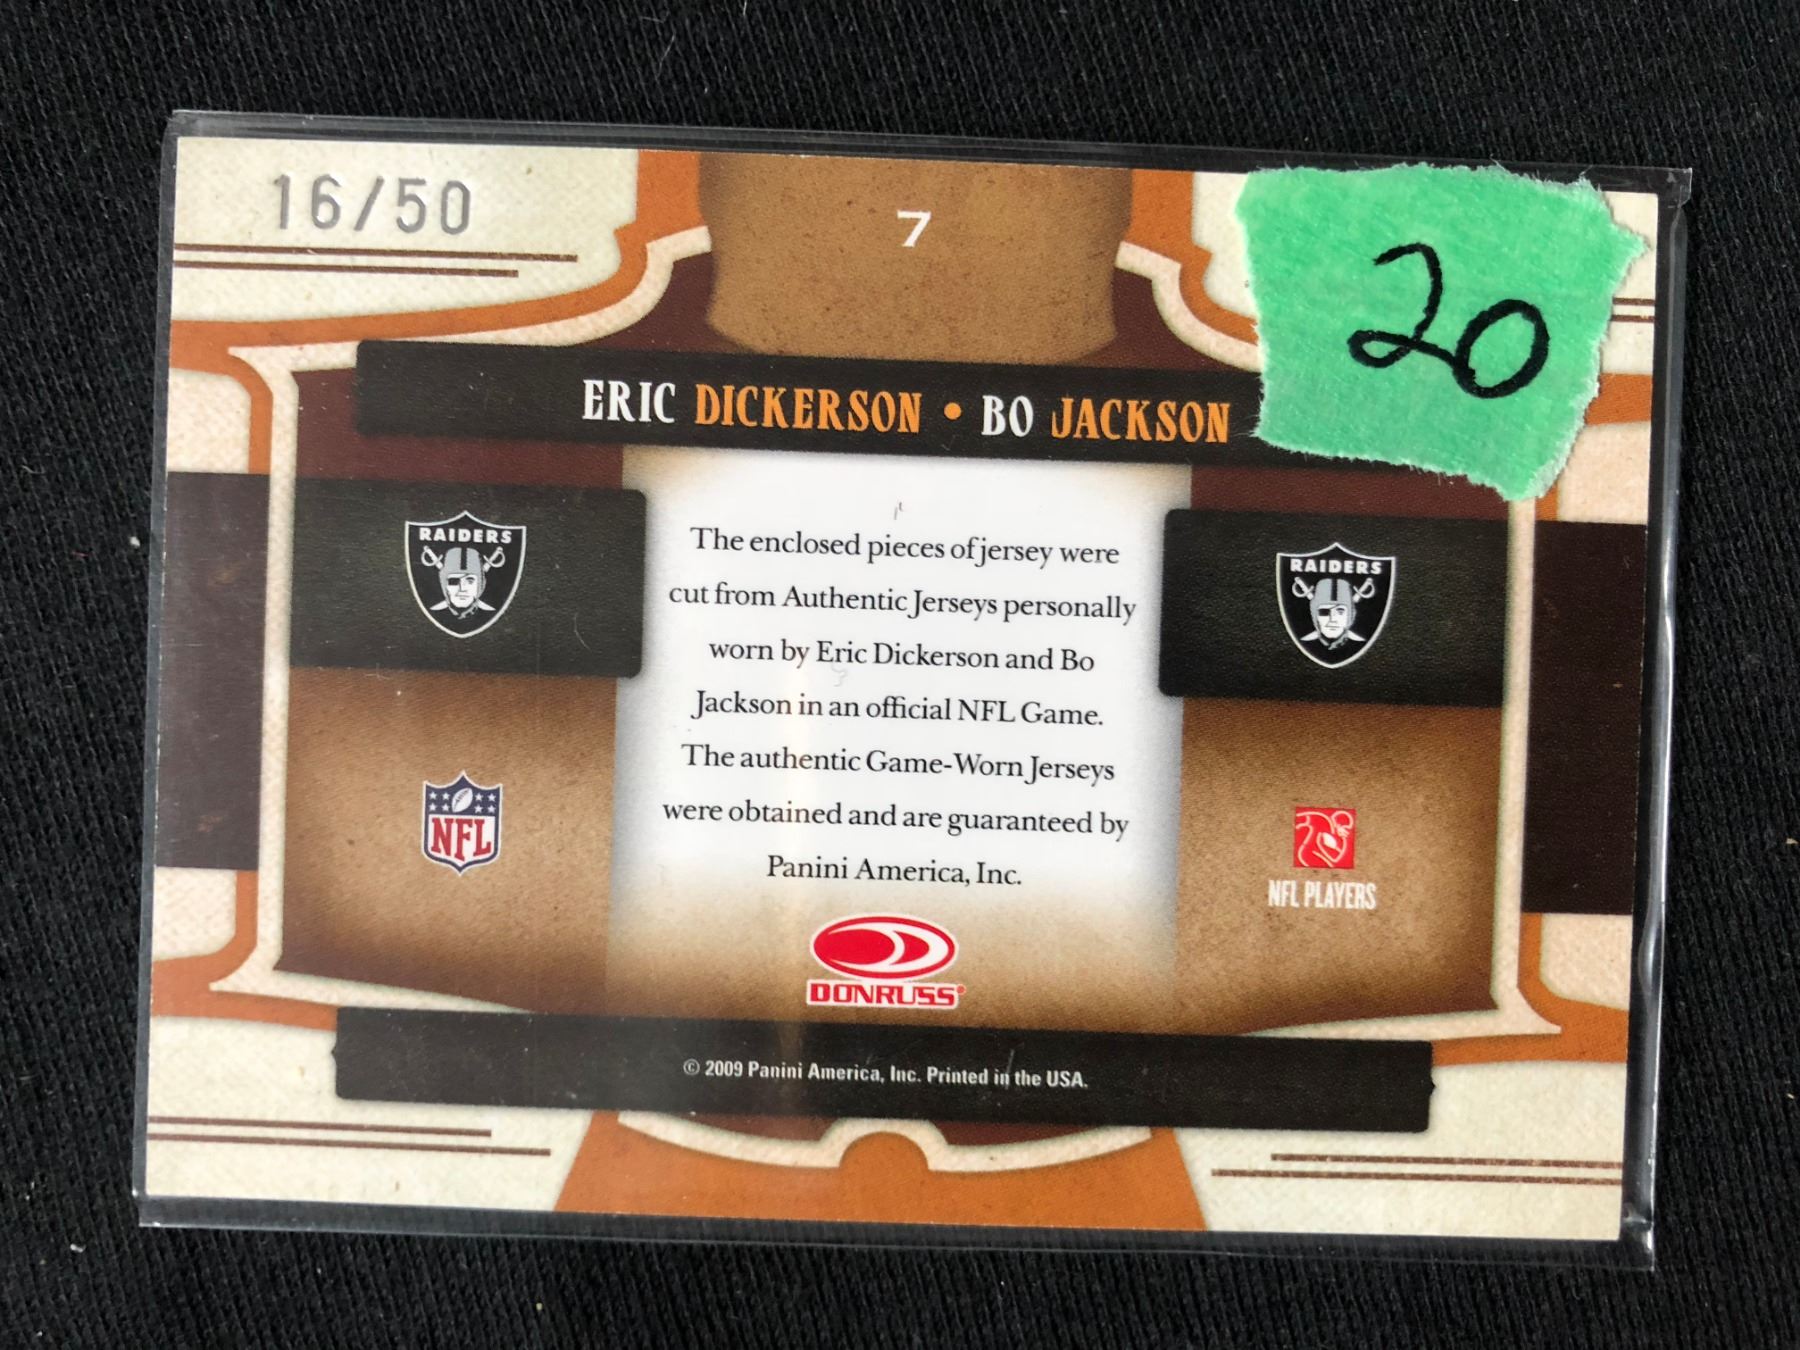 16/50
7
20
ERIC DICKERSON • BO JACKSON
RAIDERS
RAIDERS
The enclosed pieces of jersey were
cut from Authentic Jerseys personally
worn by Eric Dickerson and Bo
Jackson in an official NFL Game.
The authentic Game-Worn Jerseys
were obtained and are guaranteed by
Panini America, Inc.
NFL
NFL PLAYERS
DONRUSS®
© 2009 Panini America, Inc. Printed in the USA.